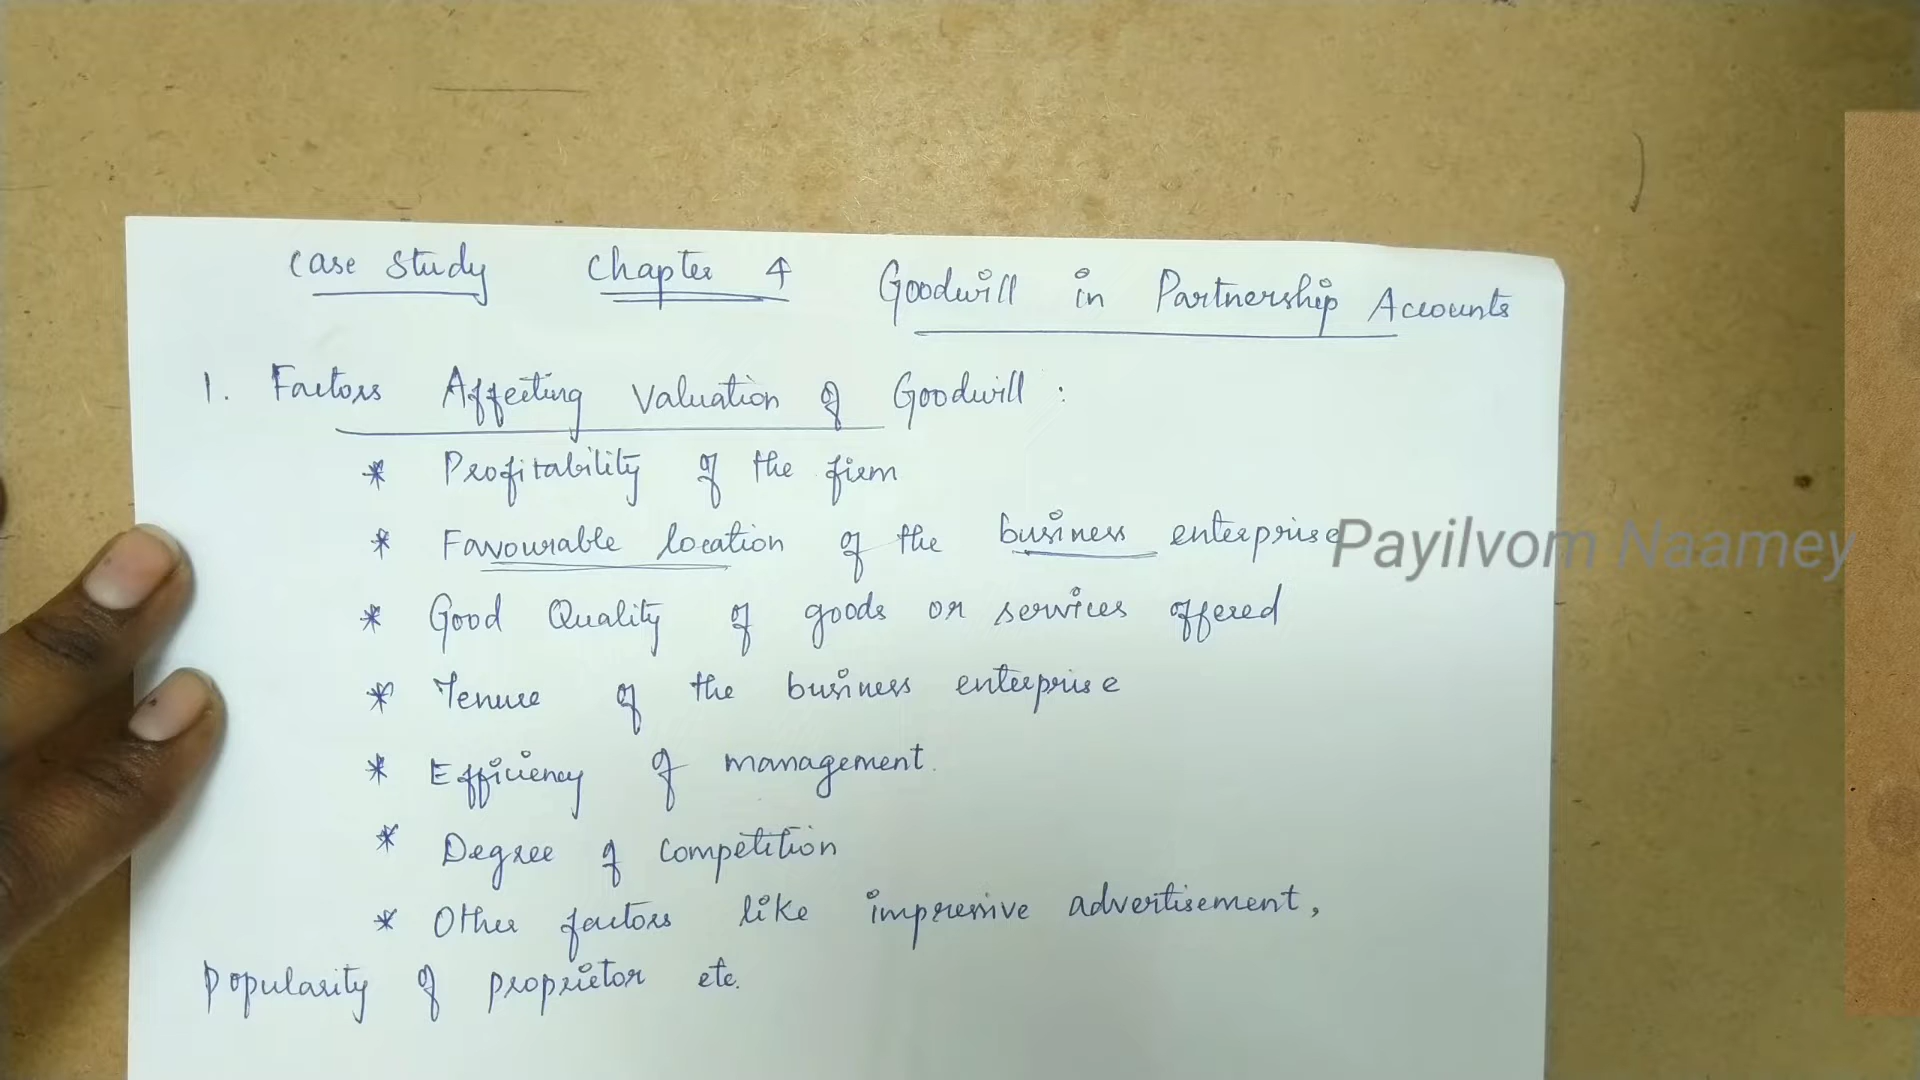 Case Study Chapter 4 Goodwill in Partnership Accounts
1. Factors Affecting Valuation of Goodwill :
* Profitability of the firm
* Favourable location of the business enterprise
Payilvom Naamey
* Good Quality of goods or services offered
* Tenure of the business enterprise
* Efficiency of management.
* Degree of competition
* Other factors like impressive advertisement,
popularity of proprietor etc.